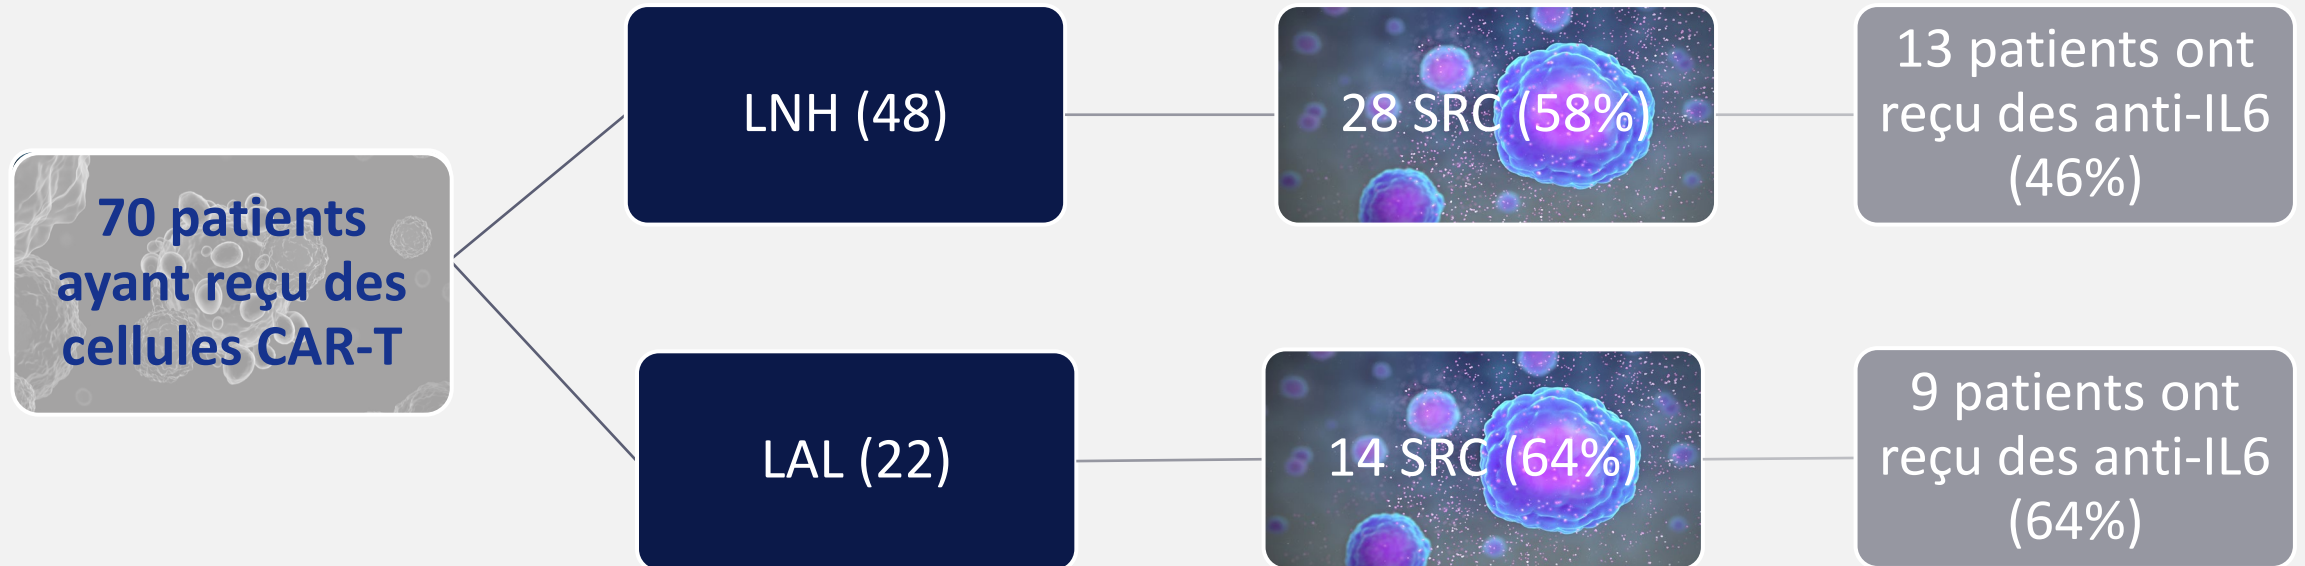 70 patients
ayant reçu des
cellules CAR-T
LNH (48)
28 SRC (58%)
13 patients ont
reçu des anti-IL6
(46%)
LAL (22)
14 SRC (64%)
9 patients ont
reçu des anti-IL6
(64%)